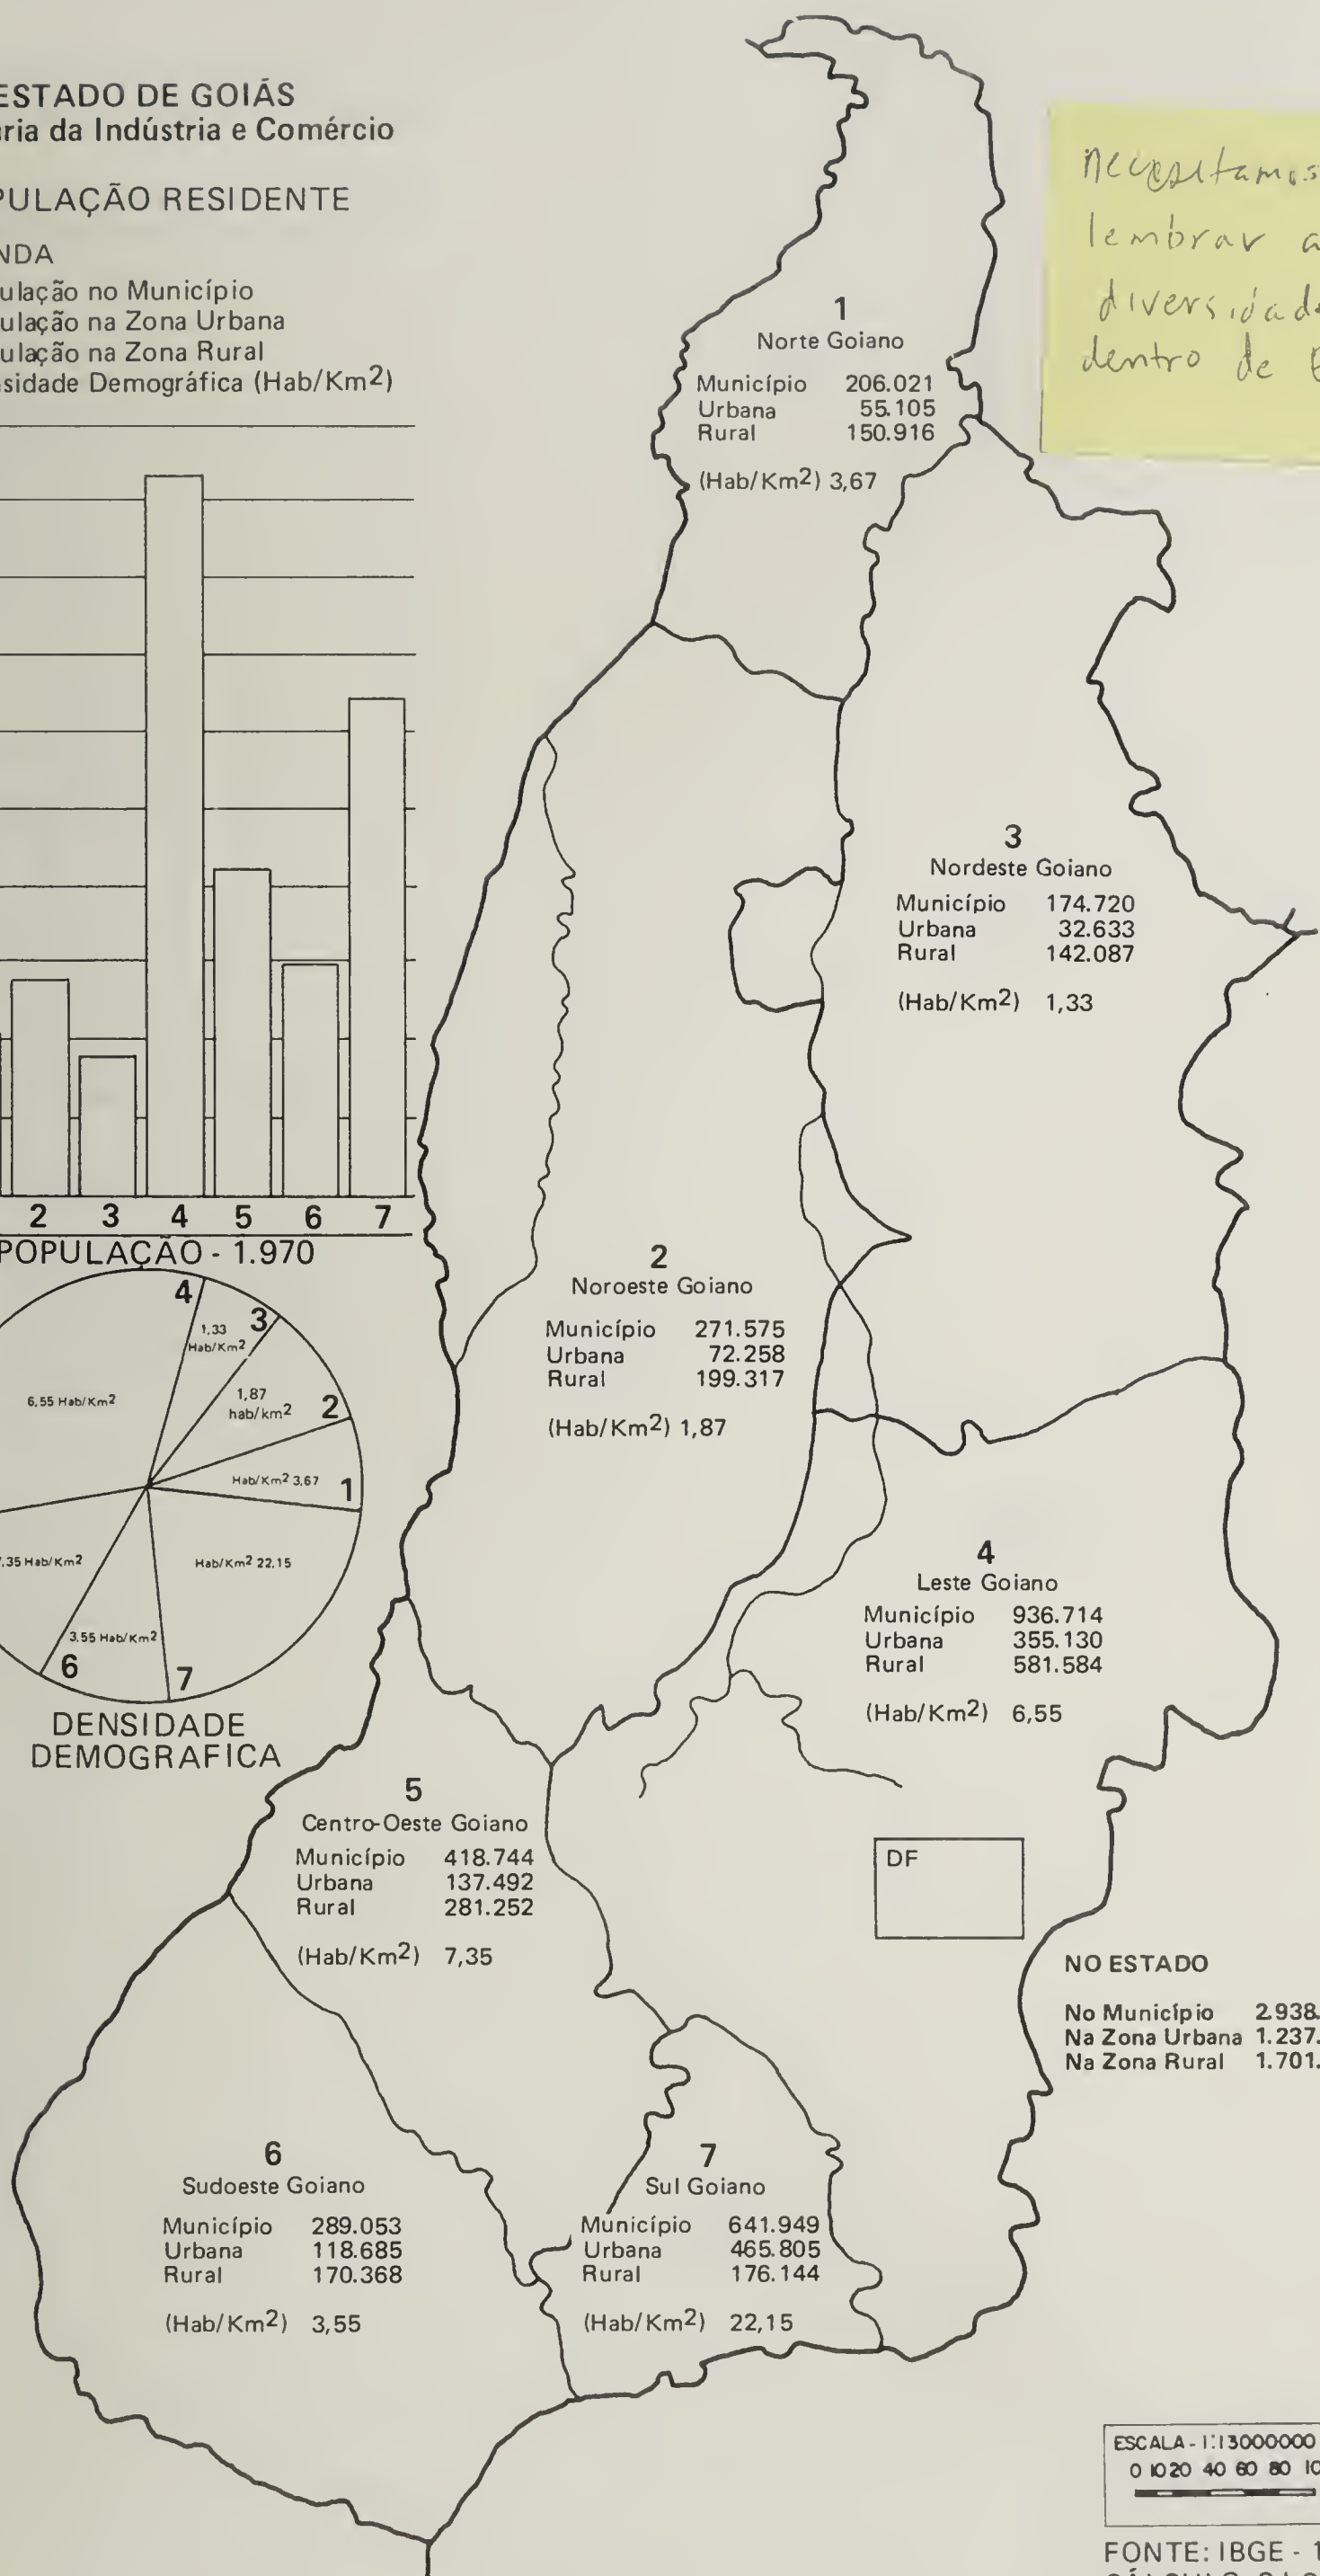 ESTADO DE GOIÁS
ria da Indústria e Comércio
PULAÇÃO RESIDENTE
NDA
ulação no Município
ulação na Zona Urbana
ulação na Zona Rural
sidade Demográfica (Hab/Km2)
lembrar a
diversidade
dentro de
1
Norte Goiano
Município 206.021
Urbana 55.105
Rural 150.916
(Hab/Km2) 3,67
3
Nordeste Goiano
Município 174.720
Urbana 32.633
Rural 142.087
(Hab/Km2) 1,33
2 3 4 5 6 7
POPULAÇÃO - 1.970
4
1,33
Hab/Km2
3
6,55 Hab/Km2
1,87
hab/km2
2
Hab/Km2 3,67
1
.35 Hab/Km2
Hab/Km2 22,15
3.55 Hab/Km2
6
7
DENSIDADE
DEMOGRAFICA
2
Noroeste Goiano
Município 271.575
Urbana 72.258
Rural 199.317
(Hab/Km2) 1,87
4
Leste Goiano
Município 936.714
Urbana 355.130
Rural 581.584
(Hab/Km2) 6,55
5
Centro-Oeste Goiano
Município 418.744
Urbana 137.492
Rural 281.252
(Hab/Km2) 7,35
DF
NO ESTADO
No Município 2.938.
Na Zona Urbana 1.237.
Na Zona Rural 1.701.
6
Sudoeste Goiano
Município 289.053
Urbana 118.685
Rural 170.368
(Hab/Km2) 3,55
7
Sul Goiano
Município 641.949
Urbana 465.805
Rural 176.144
(Hab/Km2) 22,15
ESCALA - 1:13000000
0 10 20 40 60 80 10
FONTE: IBGE - 1